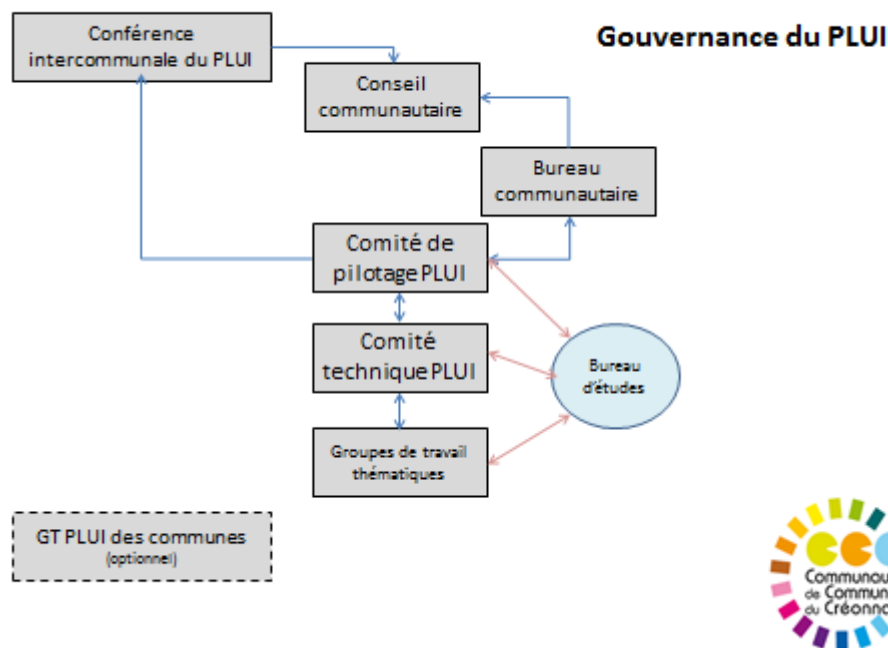 Gouvernance du PLUI
Conférence
intercommunale du PLUI
Conseil
communautaire
Bureau
communautaire
Comité de
pilotage PLUI
Comité
technique PLUI
Bureau
d'études
Groupes de travail
thématiques
GT PLUI des communes
(optionnel)
Communau
de Commun
du Créonna